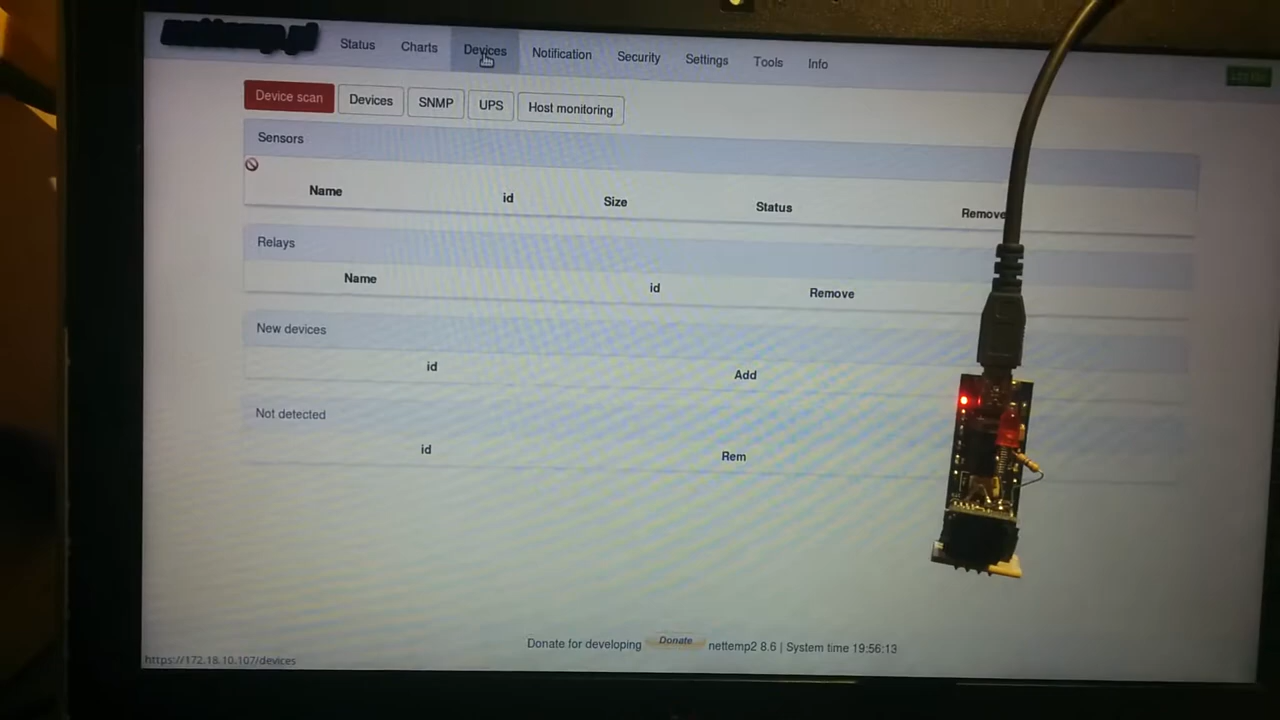 Status Charts Devices Notification Security Settings Tools Info
Device scan Devices SNMP UPS Host monitoring
Sensors
Name id Size Status Remove
Relays
Name id Remove
New devices
id Add
Not detected
id Rem
Donate for developing Donate nettemp2 8.6 | System time 19:56:13
https://172.18.10.107/devices